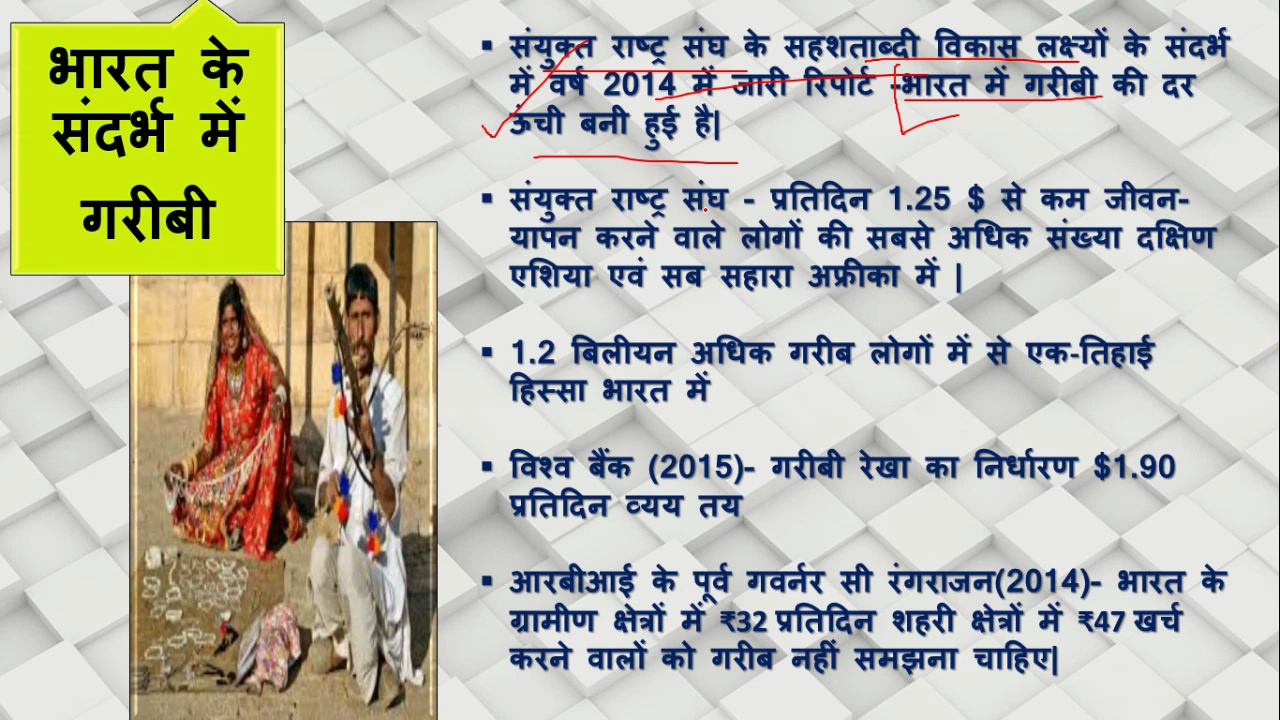 भारत के
संदर्भ में
गरीबी
▪ संयुक्त राष्ट्र संघ के सहशताब्दी विकास लक्ष्यों के संदर्भ
में वर्ष 2014 में जारी रिपोर्ट -भारत में गरीबी की दर
ऊंची बनी हुई है|
▪ संयुक्त राष्ट्र संघ - प्रतिदिन 1.25 $ से कम जीवन-
यापन करने वाले लोगों की सबसे अधिक संख्या दक्षिण
एशिया एवं सब सहारा अफ्रीका में |
▪ 1.2 बिलीयन अधिक गरीब लोगों में से एक-तिहाई
हिस्सा भारत में
▪ विश्व बैंक (2015)- गरीबी रेखा का निर्धारण $1.90
प्रतिदिन व्यय तय
▪ आरबीआई के पूर्व गवर्नर सी रंगराजन(2014)- भारत के
ग्रामीण क्षेत्रों में ₹32 प्रतिदिन शहरी क्षेत्रों में ₹47 खर्च
करने वालों को गरीब नहीं समझना चाहिए|